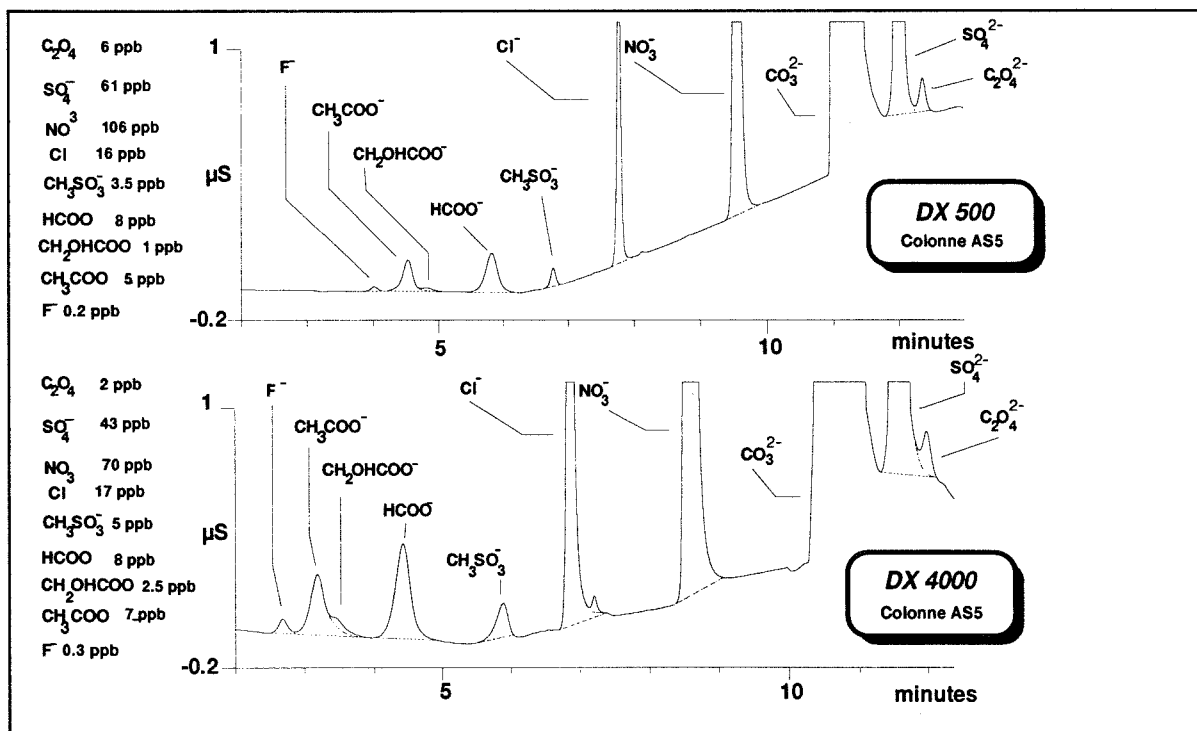 C₂O₄ 6 ppb
SO₄⁻ 61 ppb
NO³ 106 ppb
Cl 16 ppb
CH₃SO₃⁻ 3.5 ppb
HCOO 8 ppb
CH₂OHCOO 1 ppb
CH₃COO 5 ppb
F⁻ 0.2 ppb
1
µS
-0.2
F⁻
CH₃COO⁻
CH₂OHCOO⁻
HCOO⁻
CH₃SO₃⁻
Cl⁻
NO₃⁻
CO₃²⁻
SO₄²⁻
C₂O₄²⁻
DX 500
Colonne AS5
5
10
minutes
C₂O₄ 2 ppb
SO₄⁻ 43 ppb
NO₃ 70 ppb
Cl 17 ppb
CH₃SO₃⁻ 5 ppb
HCOO 8 ppb
CH₂OHCOO 2.5 ppb
CH₃COO 7 ppb
F⁻ 0.3 ppb
1
µS
-0.2
F⁻
CH₃COO⁻
CH₂OHCOO⁻
HCOO⁻
CH₃SO₃⁻
Cl⁻
NO₃⁻
CO₃²⁻
SO₄²⁻
C₂O₄²⁻
DX 4000
Colonne AS5
5
10
minutes